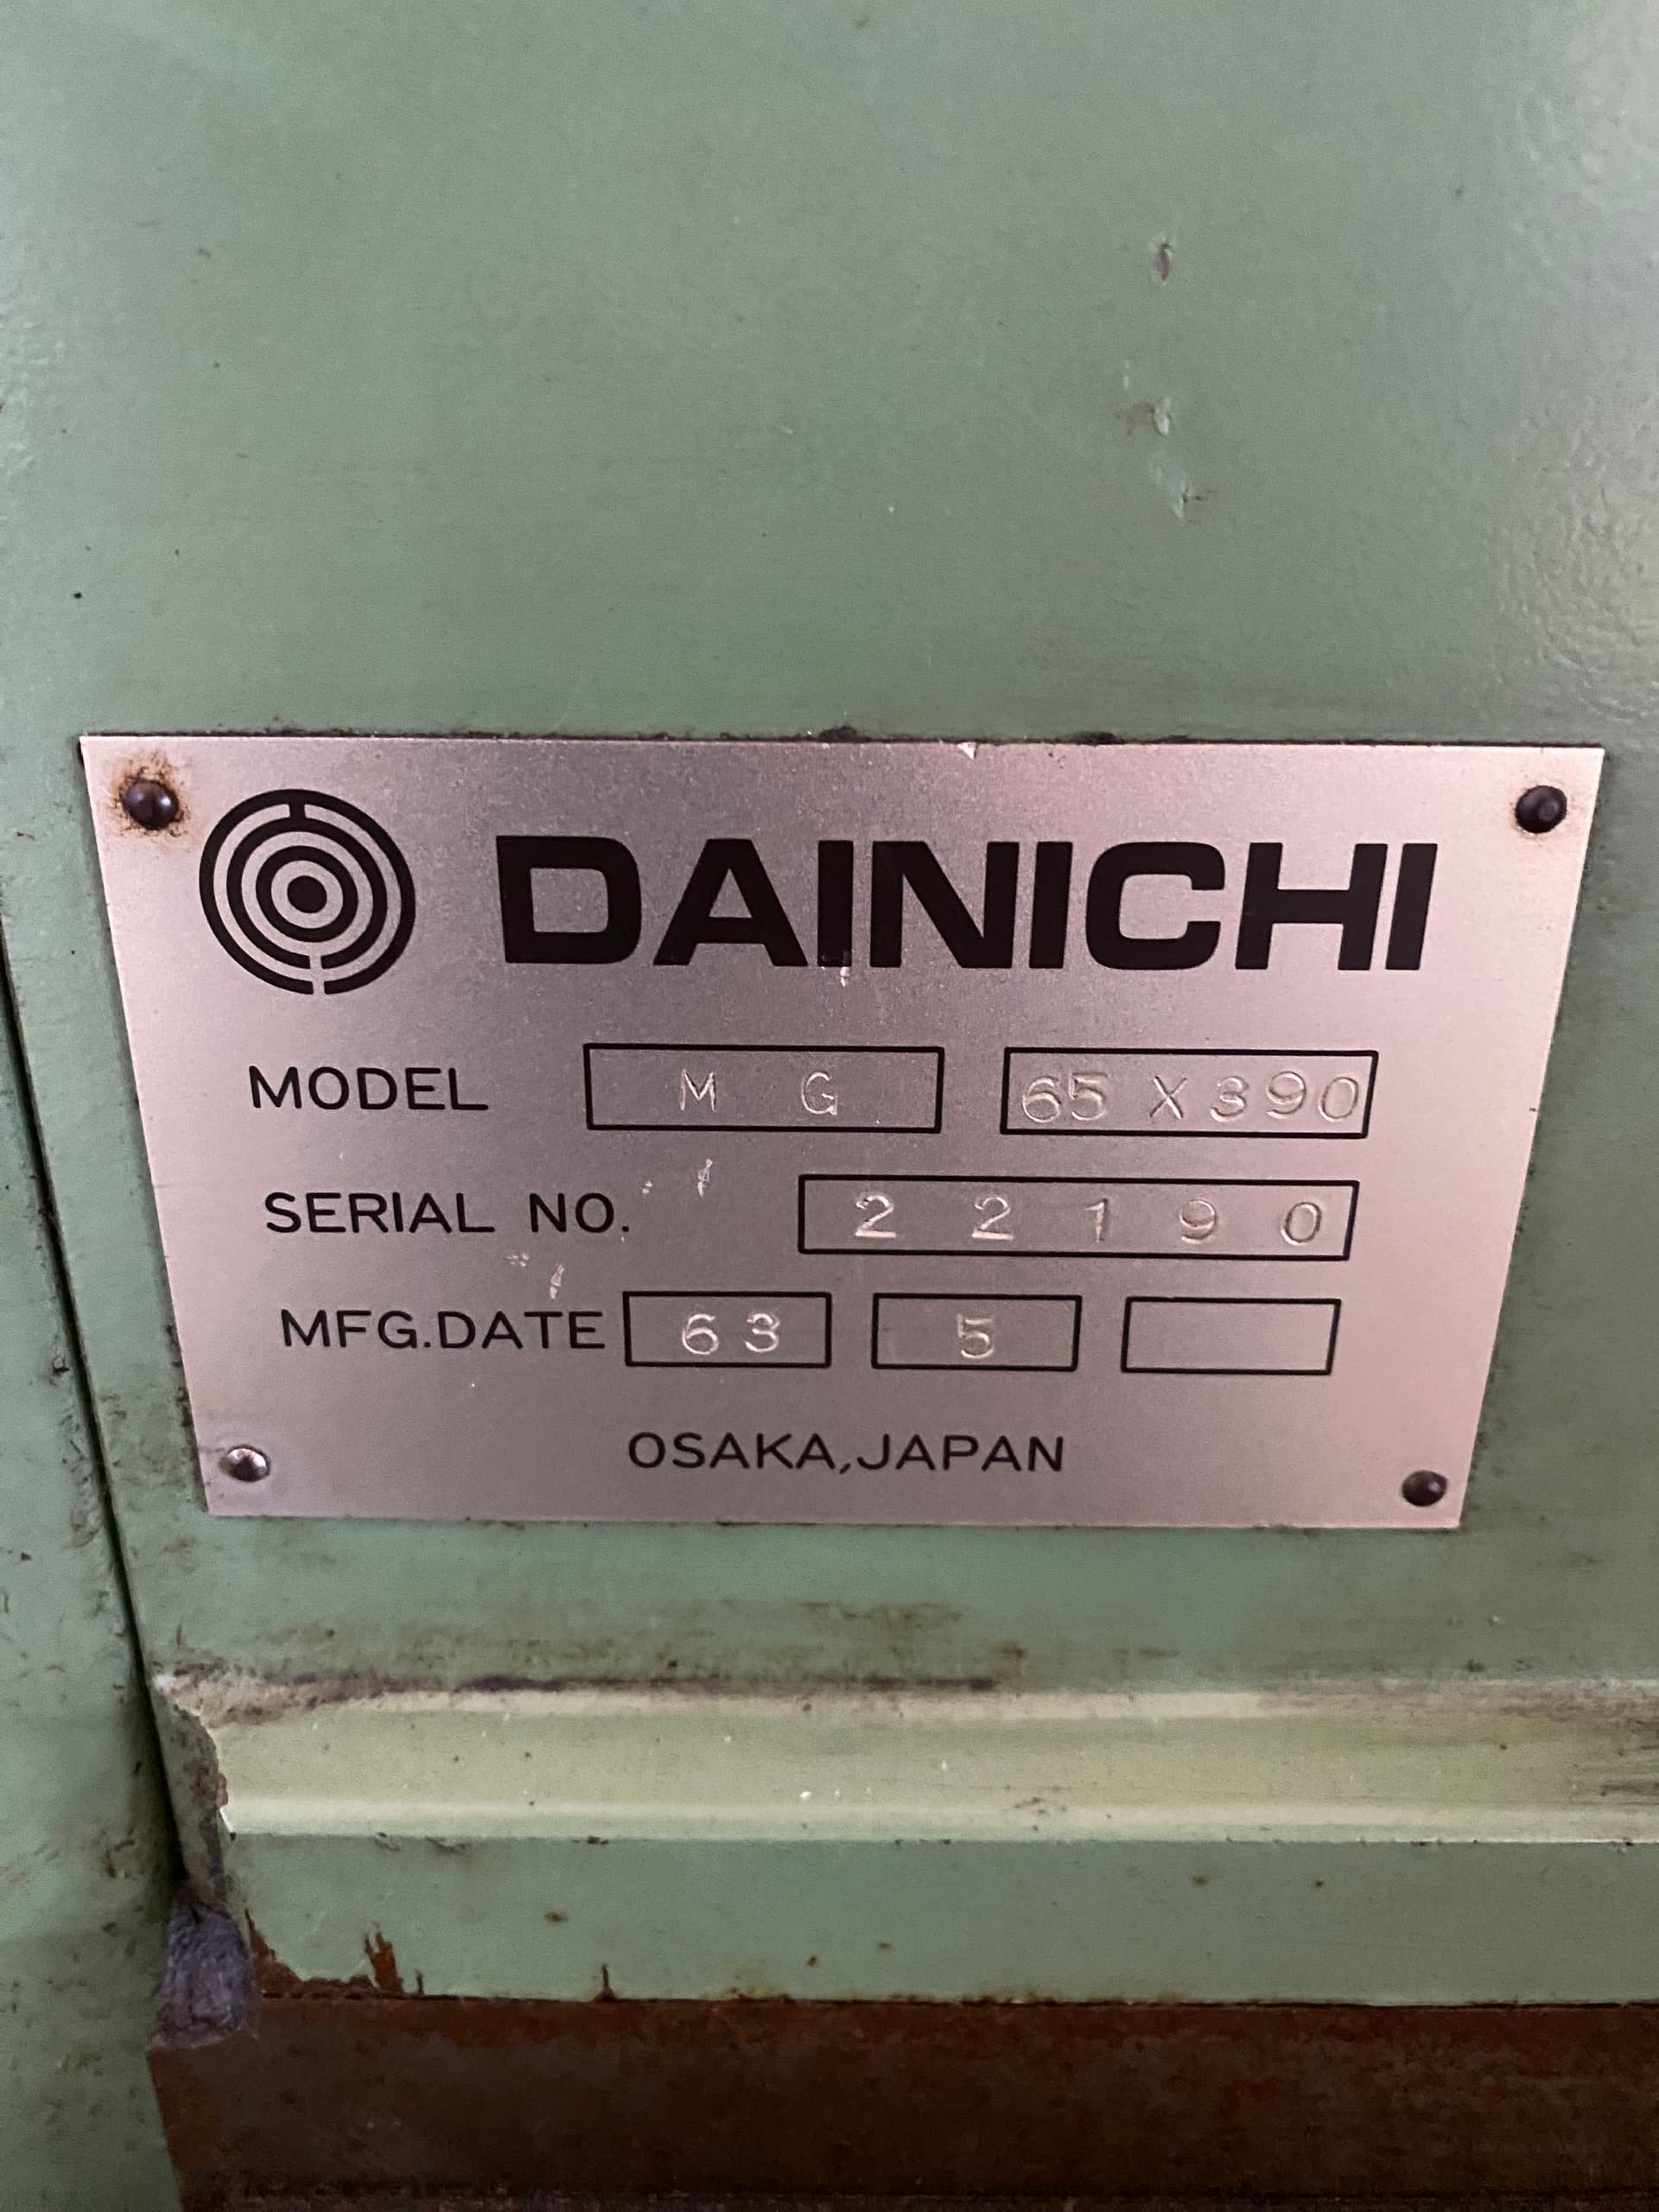 DAINICHI
MODEL M G 65 X 390
SERIAL NO. 2 2 1 9 0
MFG.DATE 63 5
OSAKA,JAPAN